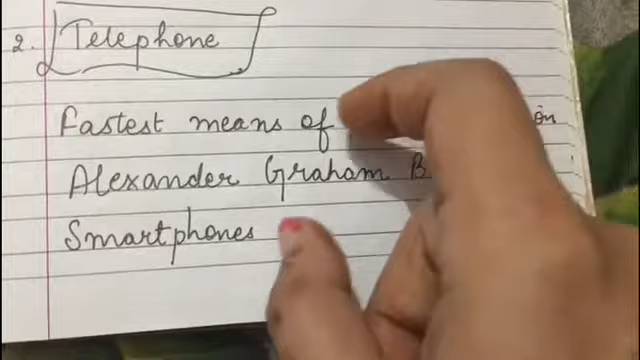 2. Telephone
Fastest means of
Alexander Graham B
Smartphones